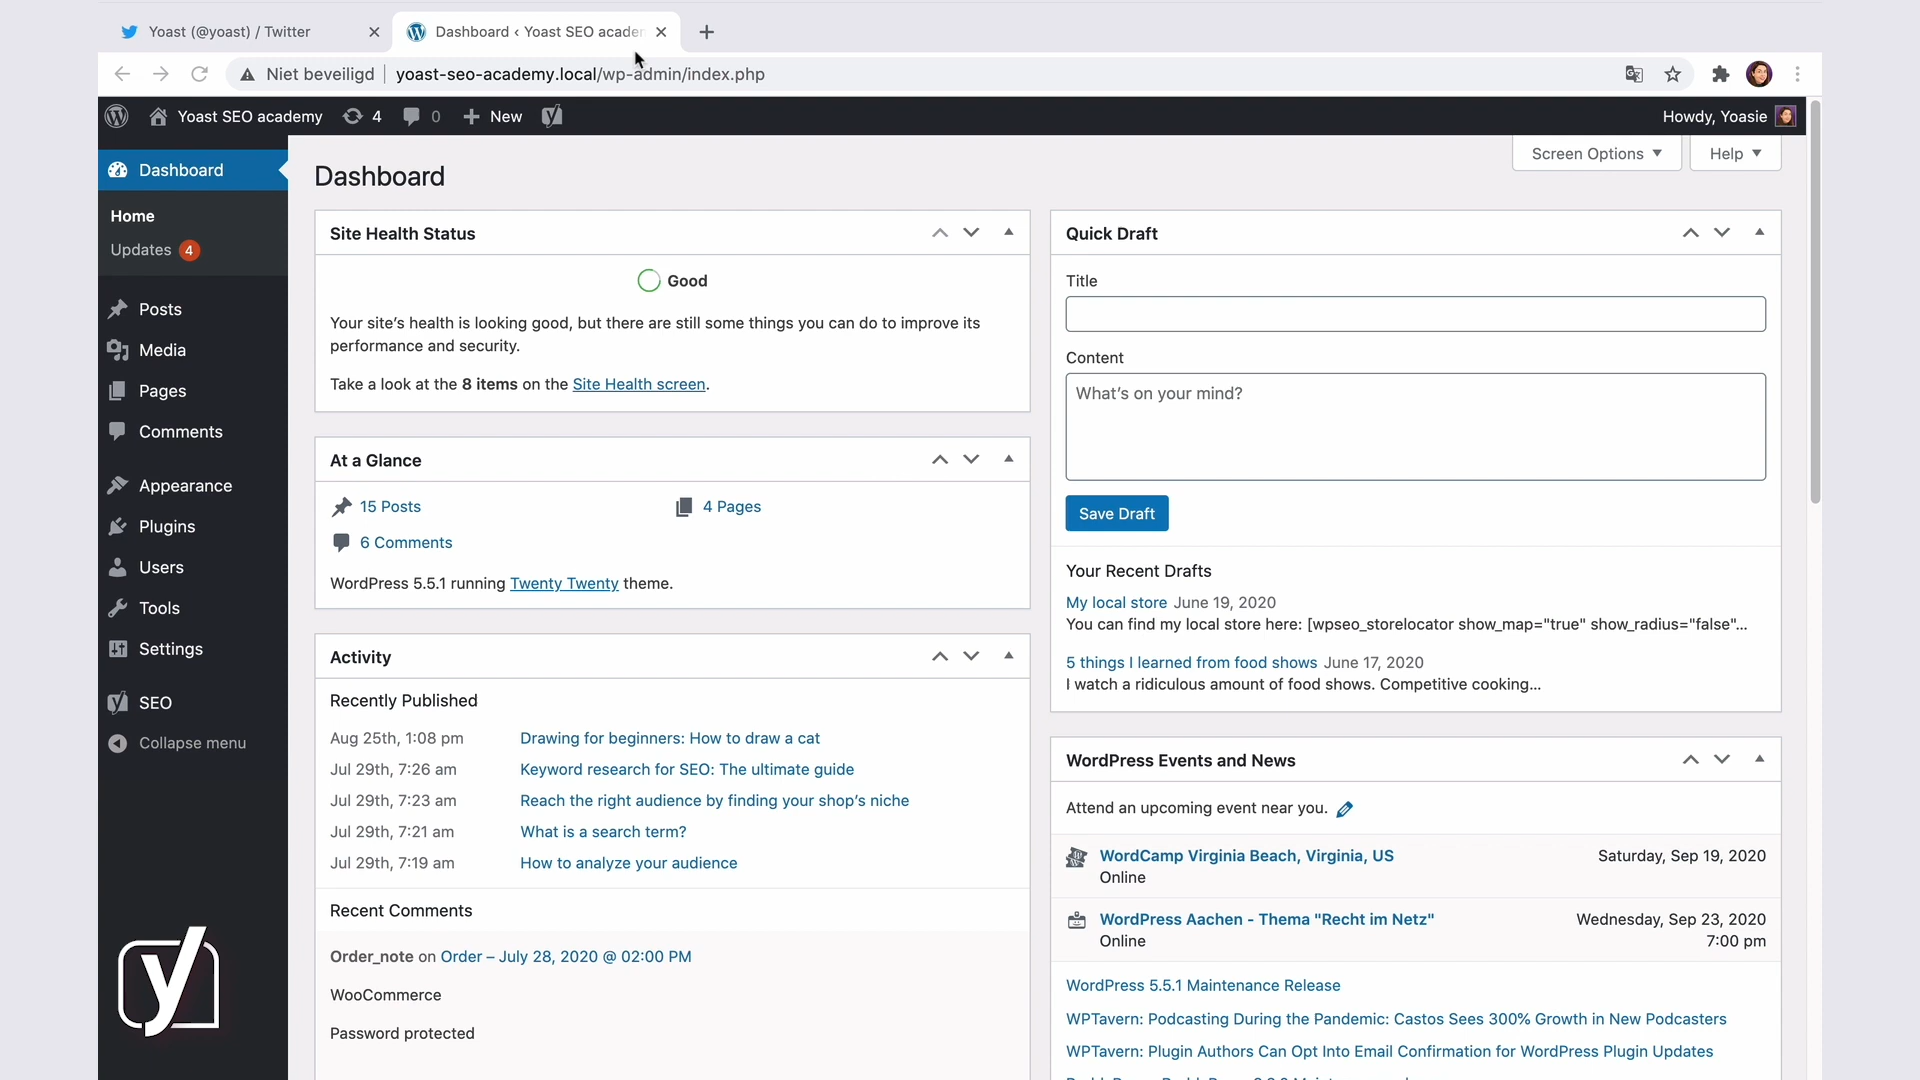 Yoast (@yoast) / Twitter
Dashboard ‹ Yoast SEO acade
Niet beveiligd
yoast-seo-academy.local/wp-admin/index.php
Yoast SEO academy
4
0
New
Howdy, Yoasie
Screen Options
Help
Dashboard
Home
Updates 4
Posts
Media
Pages
Comments
Appearance
Plugins
Users
Tools
Settings
SEO
Collapse menu
Dashboard
Site Health Status
Good
Your site's health is looking good, but there are still some things you can do to improve its
performance and security.
Take a look at the 8 items on the Site Health screen.
At a Glance
15 Posts
4 Pages
6 Comments
WordPress 5.5.1 running Twenty Twenty theme.
Activity
Recently Published
Aug 25th, 1:08 pm Drawing for beginners: How to draw a cat
Jul 29th, 7:26 am Keyword research for SEO: The ultimate guide
Jul 29th, 7:23 am Reach the right audience by finding your shop's niche
Jul 29th, 7:21 am What is a search term?
Jul 29th, 7:19 am How to analyze your audience
Recent Comments
Order_note on Order – July 28, 2020 @ 02:00 PM
WooCommerce
Password protected
Quick Draft
Title
Content
What's on your mind?
Save Draft
Your Recent Drafts
My local store June 19, 2020
You can find my local store here: [wpseo_storelocator show_map="true" show_radius="false"...
5 things I learned from food shows June 17, 2020
I watch a ridiculous amount of food shows. Competitive cooking...
WordPress Events and News
Attend an upcoming event near you.
WordCamp Virginia Beach, Virginia, US Saturday, Sep 19, 2020
Online
WordPress Aachen - Thema "Recht im Netz" Wednesday, Sep 23, 2020
Online 7:00 pm
WordPress 5.5.1 Maintenance Release
WPTavern: Podcasting During the Pandemic: Castos Sees 300% Growth in New Podcasters
WPTavern: Plugin Authors Can Opt Into Email Confirmation for WordPress Plugin Updates